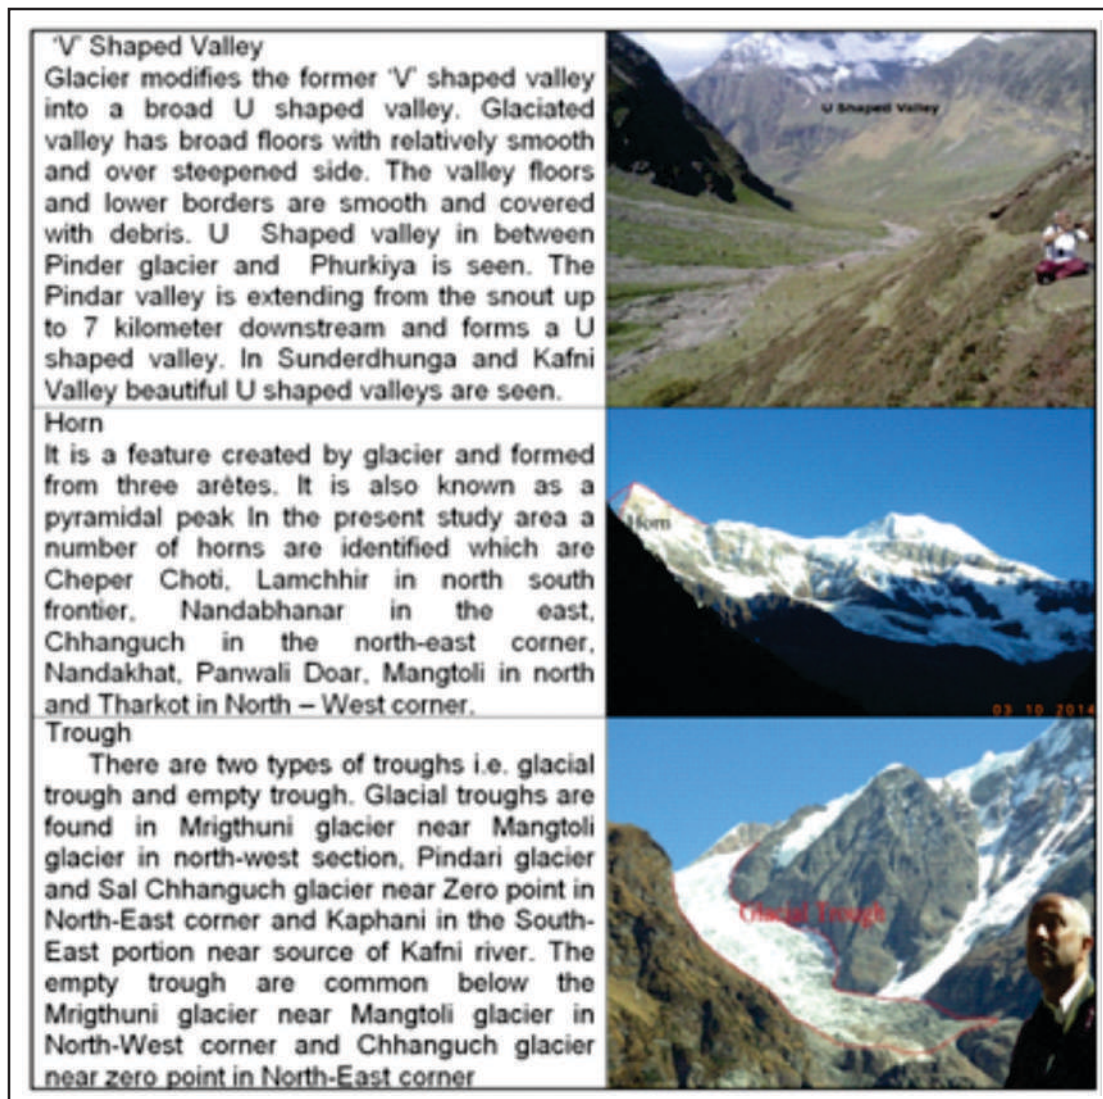 'V' Shaped Valley
Glacier modifies the former 'V' shaped valley
into a broad U shaped valley. Glaciated
valley has broad floors with relatively smooth
and over steepened side. The valley floors
and lower borders are smooth and covered
with debris. U Shaped valley in between
Pinder glacier and Phurkiya is seen. The
Pindar valley is extending from the snout up
to 7 kilometer downstream and forms a U
shaped valley. In Sunderdhunga and Kafni
Valley beautiful U shaped valleys are seen.
U Shaped Valley
Horn
It is a feature created by glacier and formed
from three arêtes. It is also known as a
pyramidal peak In the present study area a
number of horns are identified which are
Cheper Choti, Lamchhir in north south
frontier, Nandabhanar in the east,
Chhanguch in the north-east corner,
Nandakhat, Panwali Doar, Mangtoli in north
and Tharkot in North – West corner.
Horn
03 10 2014
Trough
There are two types of troughs i.e. glacial
trough and empty trough. Glacial troughs are
found in Mrigthuni glacier near Mangtoli
glacier in north-west section, Pindari glacier
and Sal Chhanguch glacier near Zero point in
North-East corner and Kaphani in the South-
East portion near source of Kafni river. The
empty trough are common below the
Mrigthuni glacier near Mangtoli glacier in
North-West corner and Chhanguch glacier
near zero point in North-East corner
Glacial Trough